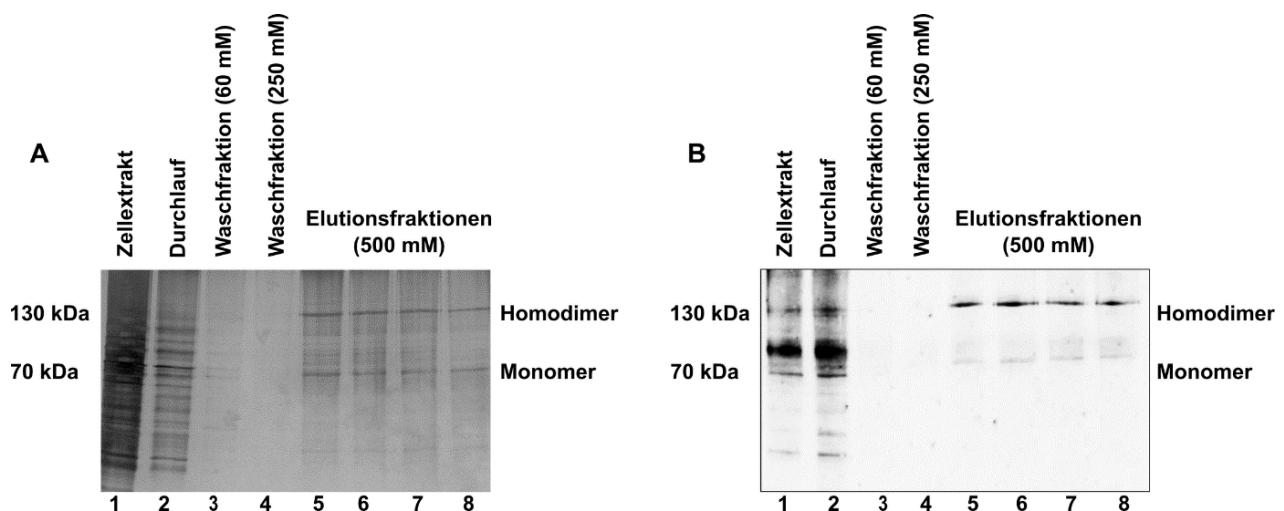 A
Zellextrakt
Durchlauf
Waschfraktion (60 mM)
Waschfraktion (250 mM)
Elutionsfraktionen
(500 mM)
130 kDa
Homodimer
70 kDa
Monomer
1 2 3 4 5 6 7 8
B
Zellextrakt
Durchlauf
Waschfraktion (60 mM)
Waschfraktion (250 mM)
Elutionsfraktionen
(500 mM)
130 kDa
Homodimer
70 kDa
Monomer
1 2 3 4 5 6 7 8